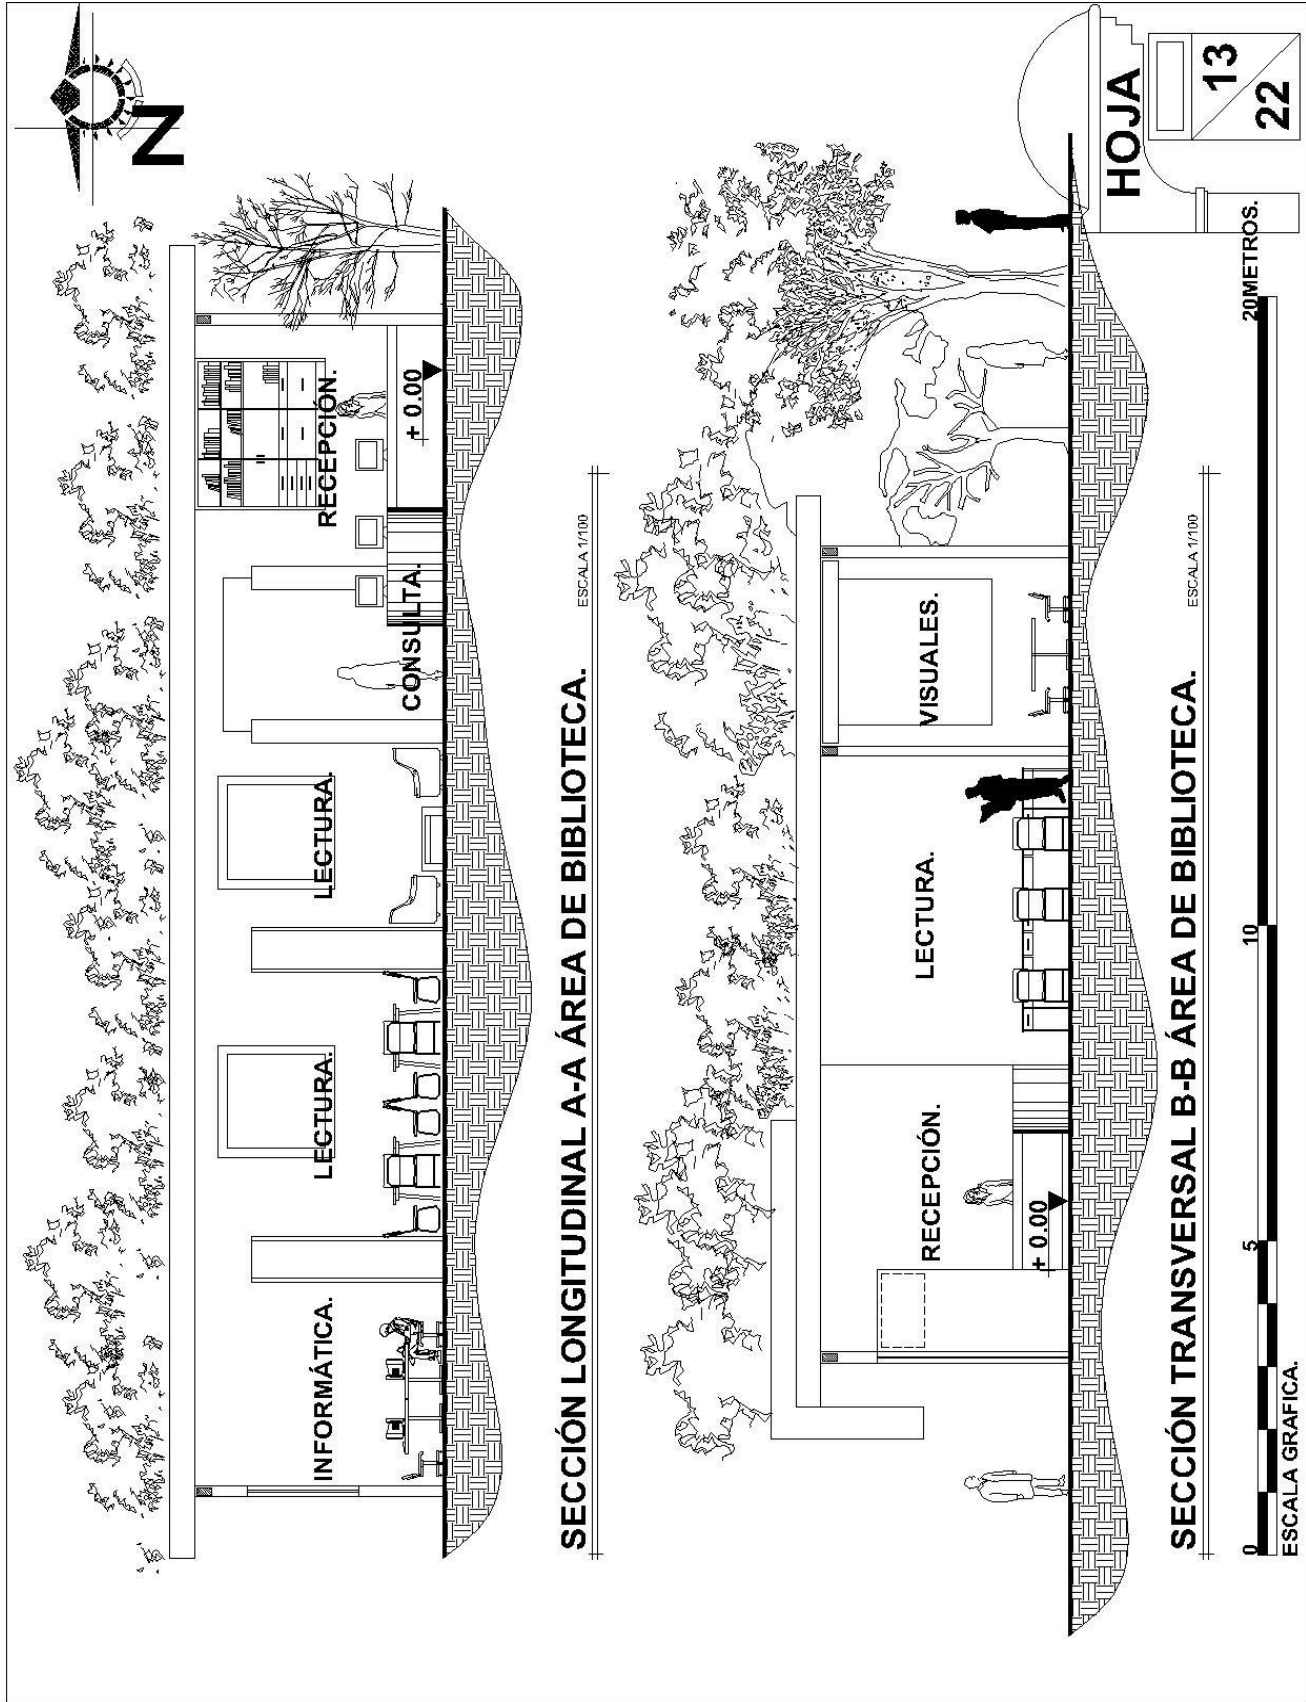 N
INFORMÁTICA.
LECTURA.
LECTURA.
CONSULTA.
RECEPCIÓN.
+ 0.00
SECCIÓN LONGITUDINAL A-A ÁREA DE BIBLIOTECA.
ESCALA 1/100
RECEPCIÓN.
+ 0.00
LECTURA.
VISUALES.
SECCIÓN TRANSVERSAL B-B ÁREA DE BIBLIOTECA.
ESCALA 1/100
0 5 10 20METROS.
ESCALA GRAFICA.
HOJA
13
22